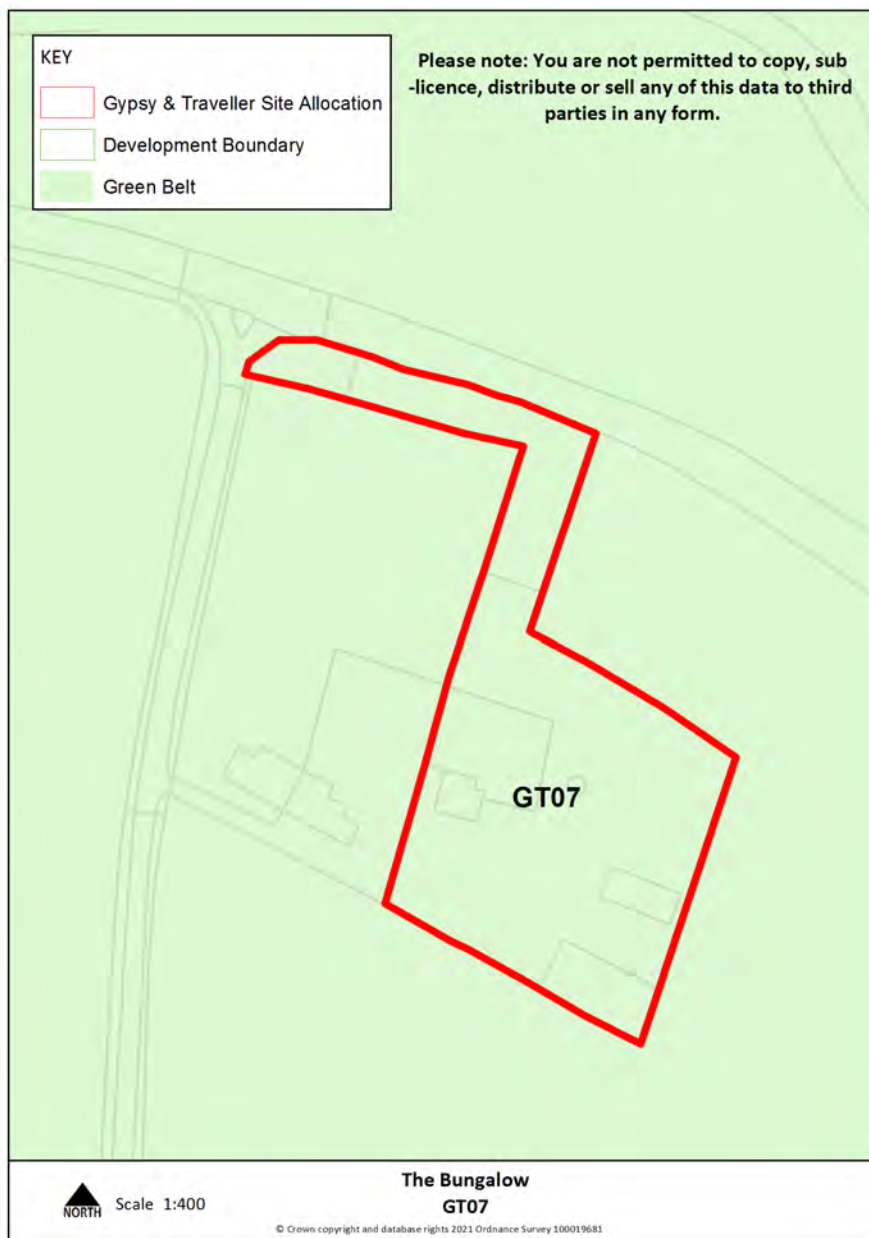 KEY
Gypsy & Traveller Site Allocation
Development Boundary
Green Belt
Please note: You are not permitted to copy, sub
-licence, distribute or sell any of this data to third
parties in any form.
GT07
NORTH
Scale 1:400
The Bungalow
GT07
© Crown copyright and database rights 2021 Ordnance Survey 100019681